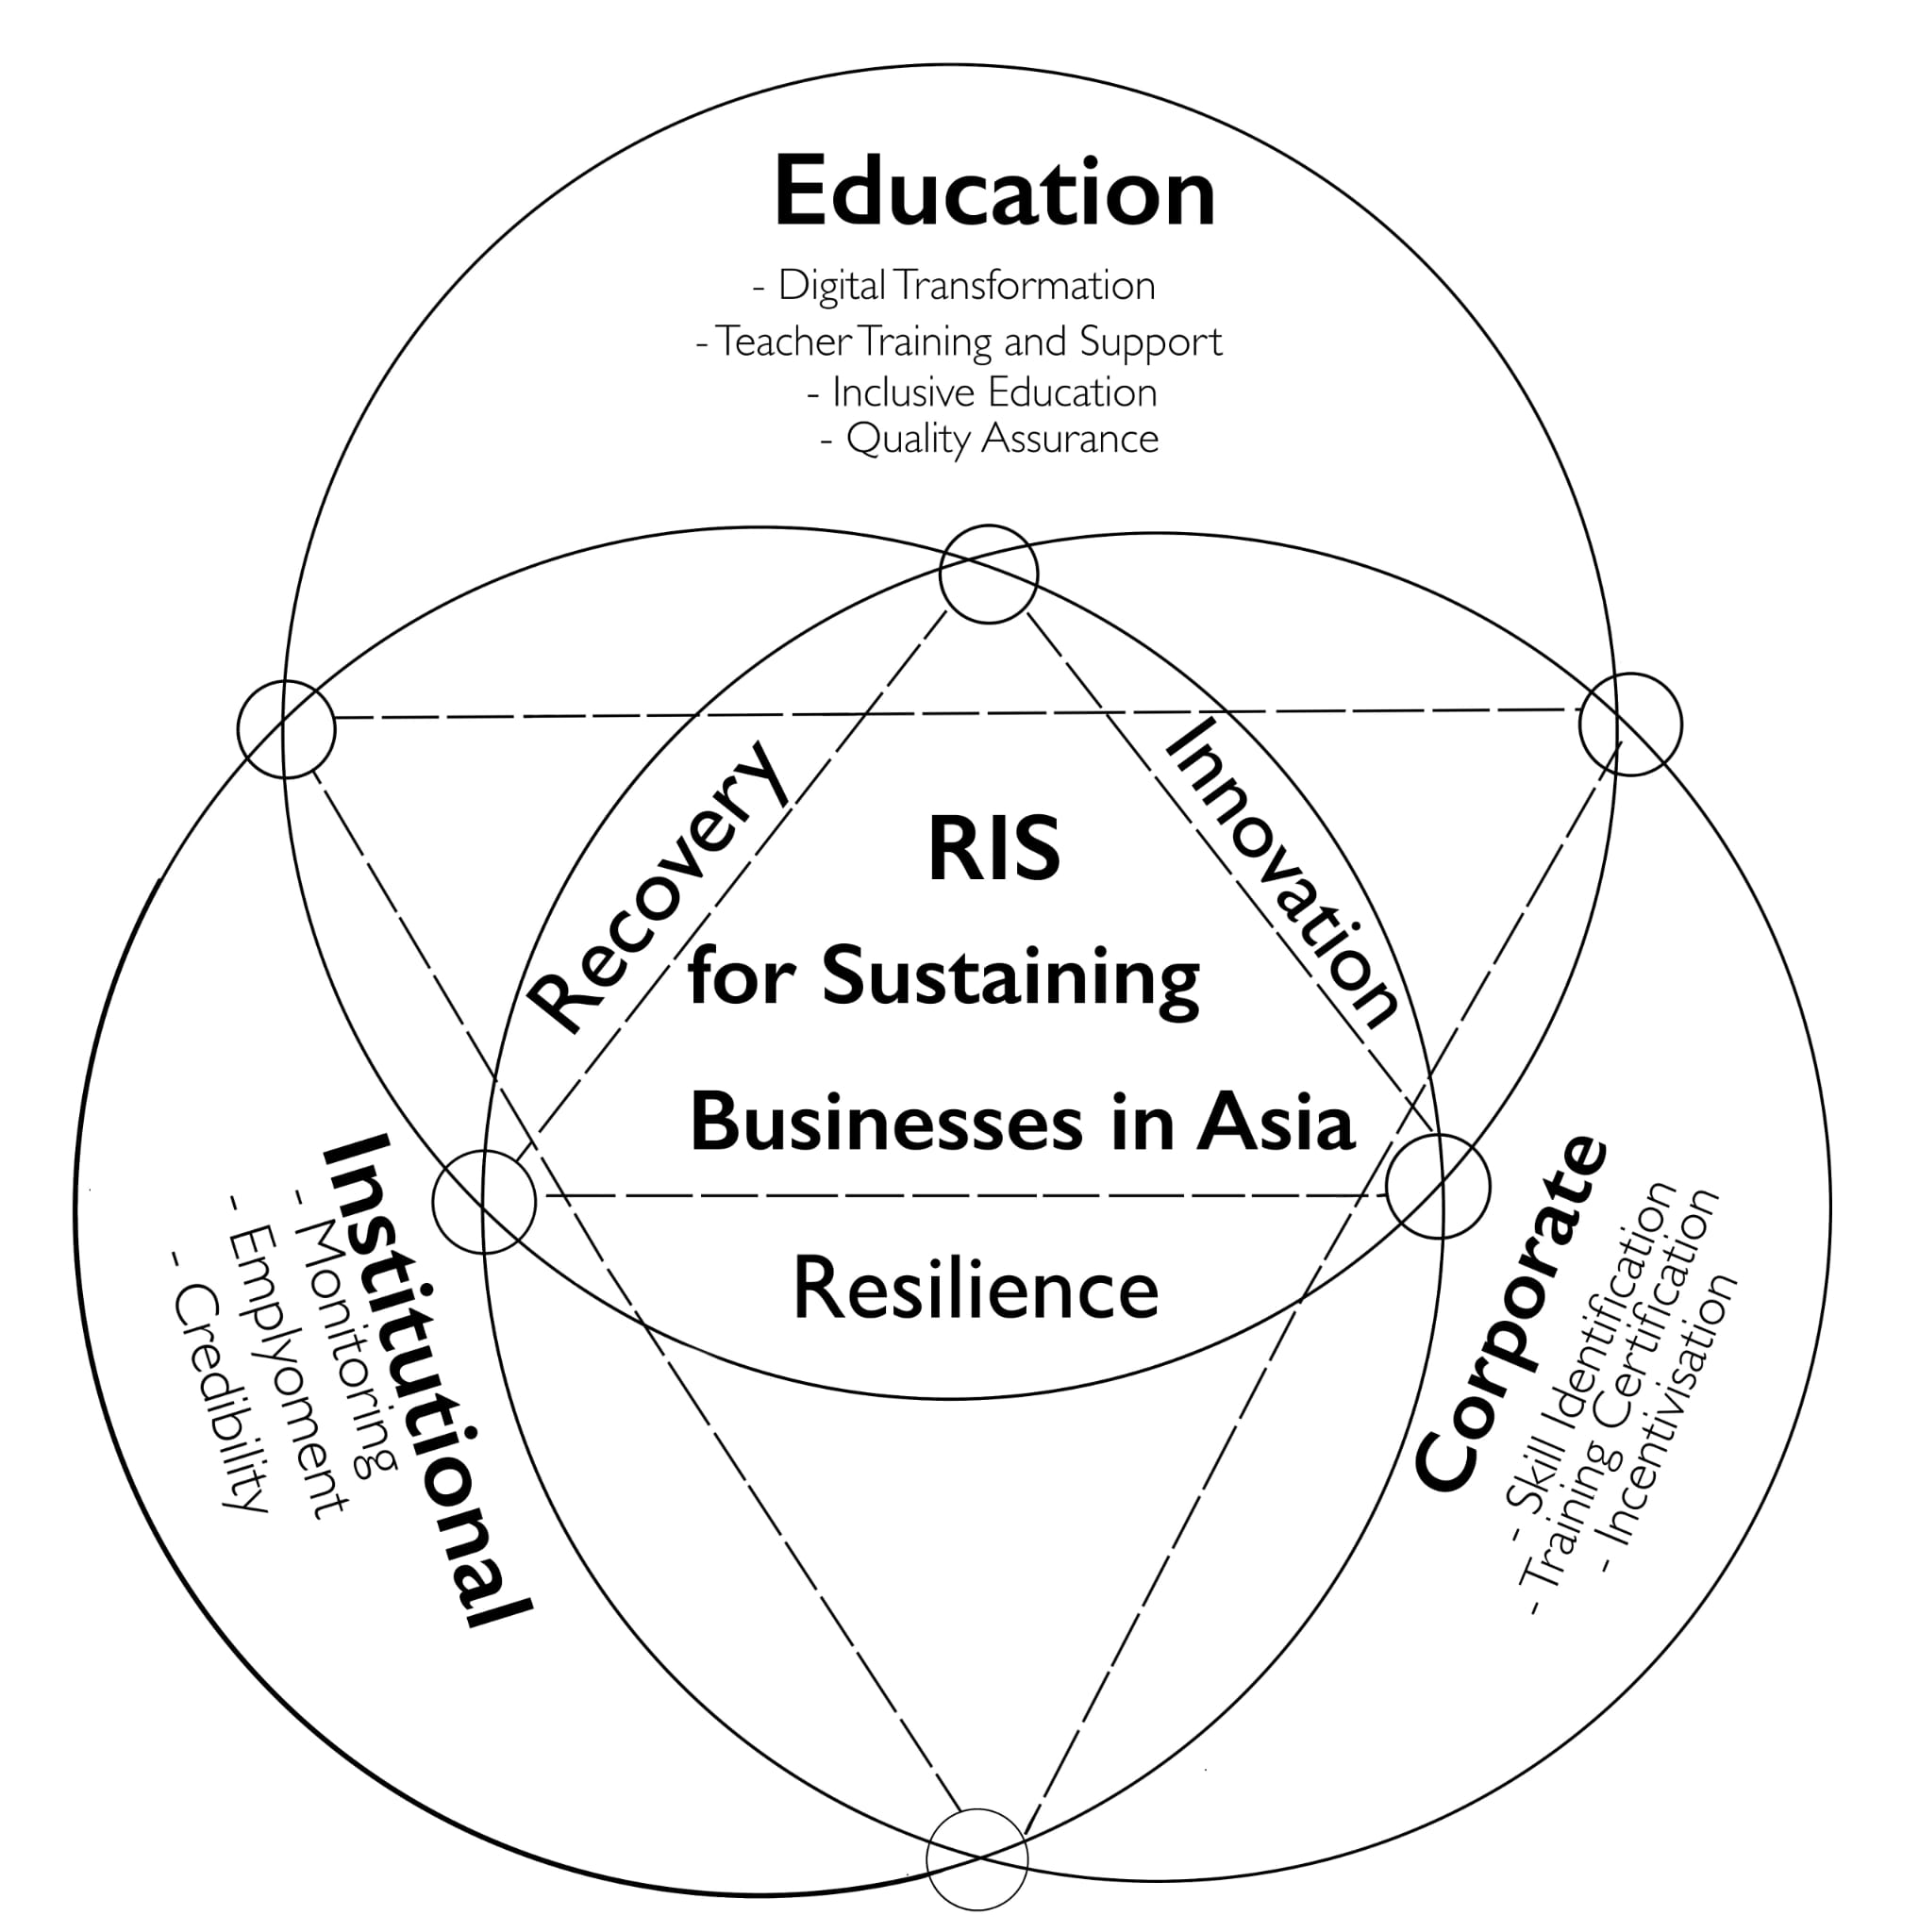 Education
- Digital Transformation
- Teacher Training and Support
- Inclusive Education
- Quality Assurance
Recovery
Innovation
RIS
for Sustaining
Businesses in Asia
Resilience
Institutional
- Monitoring
- Emplyoment
- Credibility
Corporate
- Skill Identification
- Training Certification
- Incentivisation